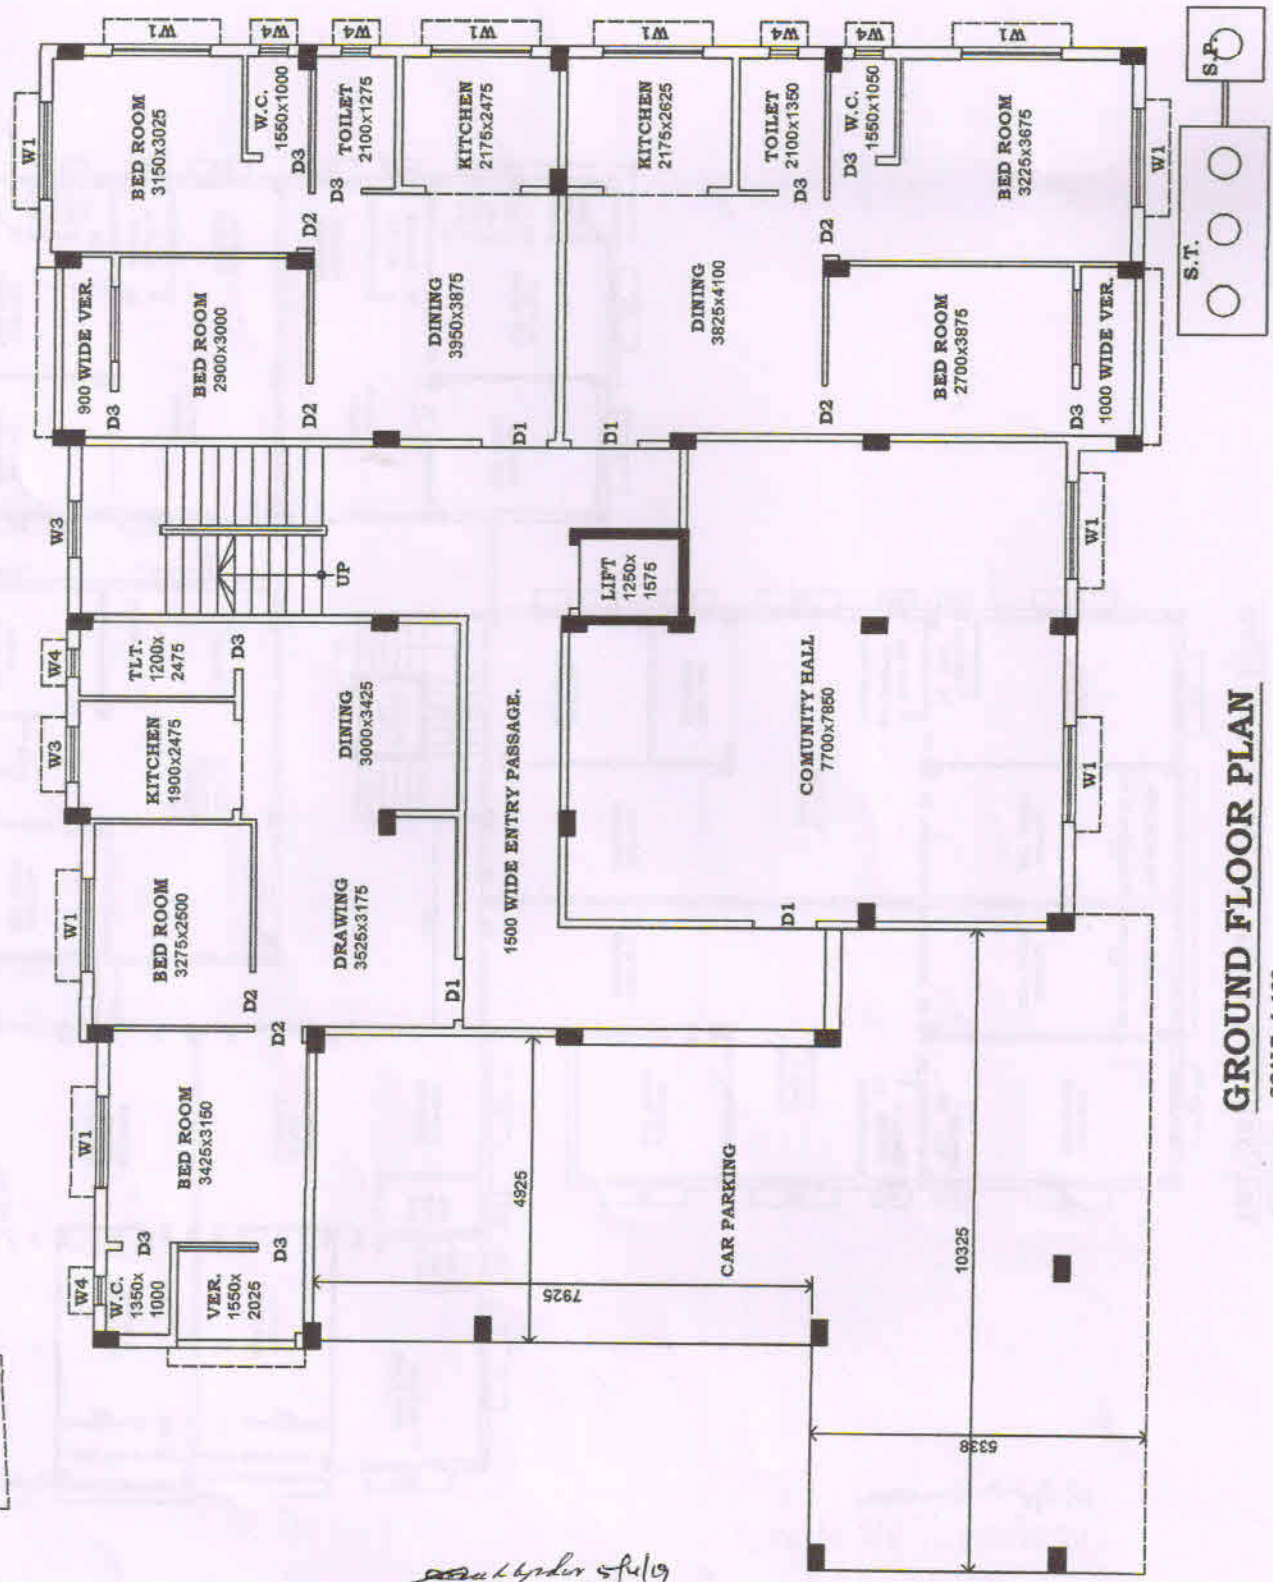 W1
BED ROOM
3425x3150
W4
W.C.
1350x
1000
D3
VER.
1550x
2025
D3
D2
W1
BED ROOM
3275x2500
D2
W3
KITCHEN
1900x2475
W4
TLT.
1200x
2475
D3
DRAWING
3525x3175
D1
DINING
3000x3425
W3
UP
1500 WIDE ENTRY PASSAGE.
LIFT
1250x
1575
COMUNITY HALL
7700x7850
D1
W1
W1
CAR PARKING
4925
7925
10325
5338
900 WIDE VER.
D3
BED ROOM
2900x3000
D2
W1
BED ROOM
3150x3025
W1
W.C.
1550x1000
W4
D3
D2
TOILET
2100x1275
W4
D3
KITCHEN
2175x2475
W1
DINING
3950x3875
D1
D1
DINING
3825x4100
KITCHEN
2175x2625
W1
TOILET
2100x1350
W4
D3
W.C.
1550x1050
W4
D3
D2
BED ROOM
3225x3675
W1
W1
D2
BED ROOM
2700x3875
D3
1000 WIDE VER.
S.T.
S.P.
GROUND FLOOR PLAN